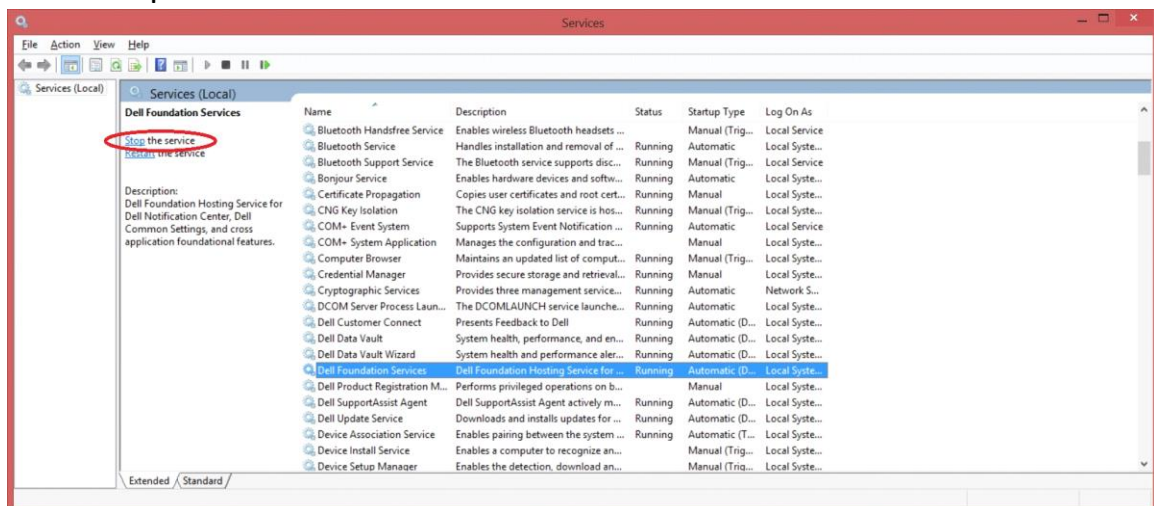 Services
File Action View Help
Services (Local)
Services (Local)
Dell Foundation Services
Stop the service
Restart the service
Description:
Dell Foundation Hosting Service for
Dell Notification Center, Dell
Common Settings, and cross
application foundational features.
Name Description Status Startup Type Log On As
Bluetooth Handsfree Service Enables wireless Bluetooth headsets ... Manual (Trig... Local Service
Bluetooth Service Handles installation and removal of ... Running Automatic Local Syste...
Bluetooth Support Service The Bluetooth service supports disc... Running Manual (Trig... Local Service
Bonjour Service Enables hardware devices and softw... Running Automatic Local Syste...
Certificate Propagation Copies user certificates and root cert... Running Manual Local Syste...
CNG Key Isolation The CNG key isolation service is hos... Running Manual (Trig... Local Syste...
COM+ Event System Supports System Event Notification ... Running Automatic Local Service
COM+ System Application Manages the configuration and trac... Manual Local Syste...
Computer Browser Maintains an updated list of comput... Running Manual (Trig... Local Syste...
Credential Manager Provides secure storage and retrieval... Running Manual Local Syste...
Cryptographic Services Provides three management service... Running Automatic Network S...
DCOM Server Process Laun... The DCOMLAUNCH service launche... Running Automatic Local Syste...
Dell Customer Connect Presents Feedback to Dell Running Automatic (D... Local Syste...
Dell Data Vault System health, performance, and en... Running Automatic (D... Local Syste...
Dell Data Vault Wizard System health and performance aler... Running Automatic (D... Local Syste...
Dell Foundation Services Dell Foundation Hosting Service for ... Running Automatic (D... Local Syste...
Dell Product Registration M... Performs privileged operations on b... Manual Local Syste...
Dell SupportAssist Agent Dell SupportAssist Agent actively m... Running Automatic (D... Local Syste...
Dell Update Service Downloads and installs updates for ... Running Automatic (D... Local Syste...
Device Association Service Enables pairing between the system ... Running Automatic (T... Local Syste...
Device Install Service Enables a computer to recognize an... Manual (Trig... Local Syste...
Device Setup Manager Enables the detection, download an... Manual (Trig... Local Syste...
Extended Standard